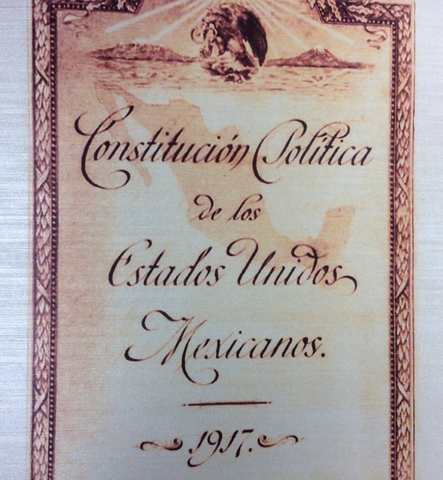 Constitución Política
de los
Estados Unidos
Mexicanos.
1917.